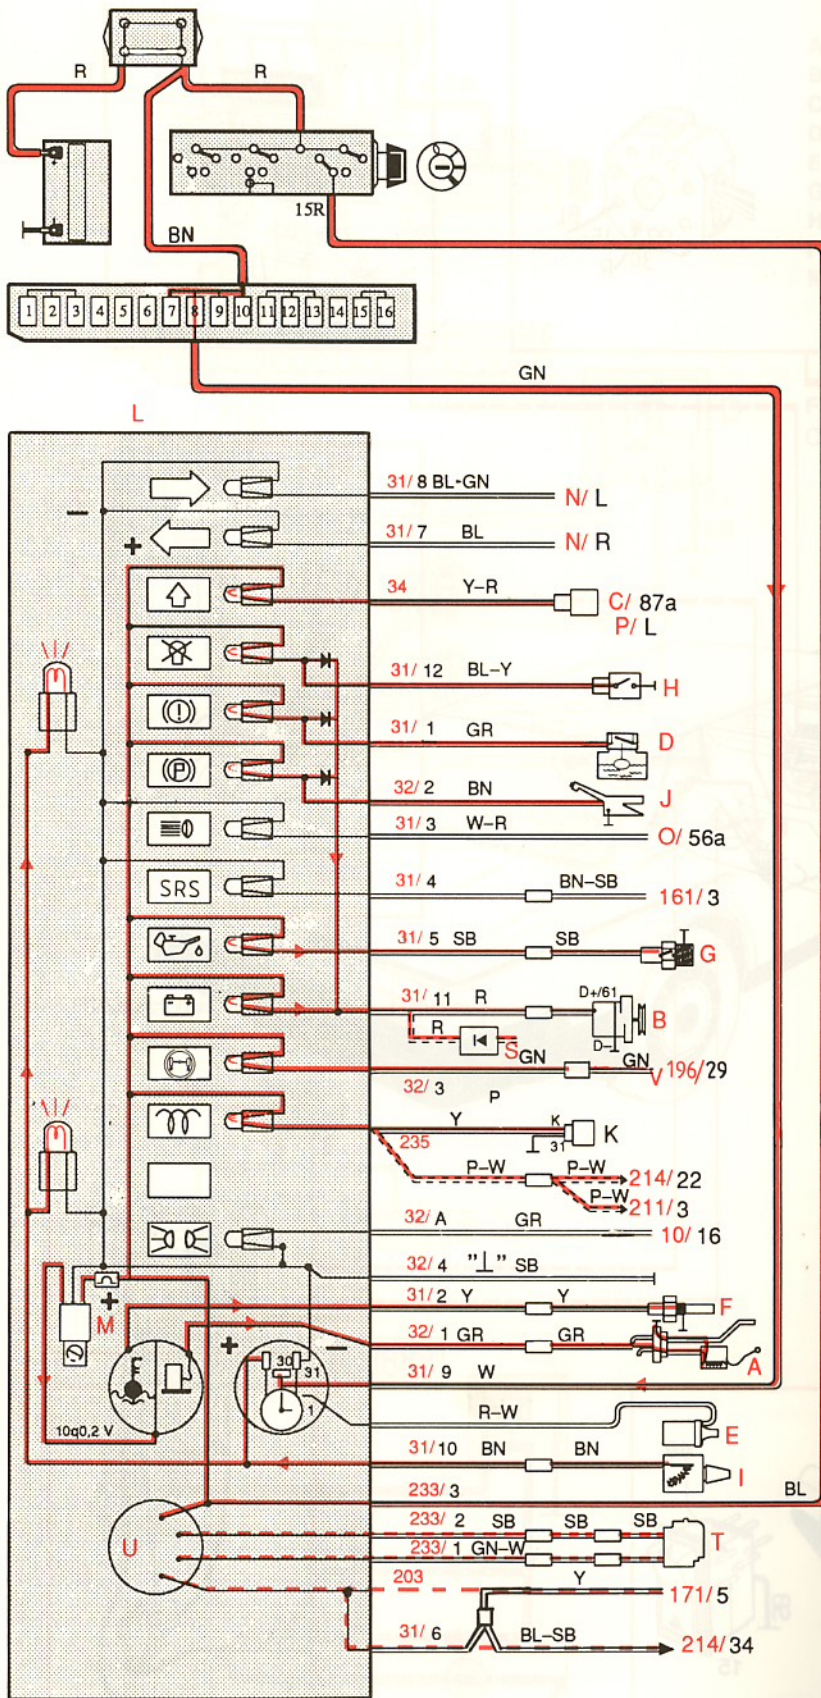 R
R
15R
BN
1 2 3 4 5 6 7 8 9 10 11 12 13 14 15 16
GN
L
31/ 8 BL-GN N/ L
31/ 7 BL N/ R
34 Y-R C/ 87a
P/ L
31/ 12 BL-Y H
31/ 1 GR D
32/ 2 BN J
31/ 3 W-R O/ 56a
SRS 31/ 4 BN-SB 161/ 3
31/ 5 SB SB G
31/ 11 R D+/61 B
R S D-
GN GN V 196/29
32/ 3 P
Y K K
235 31
P-W P-W 214/ 22
P-W 211/ 3
32/ A GR 10/ 16
32/ 4 "⊥" SB
+ M 31/ 2 Y Y F
+ − 32/ 1 GR GR A
30 31 31/ 9 W
1 R-W E
10±0,2 V
31/10 BN BN I
233/ 3 BL
233/ 2 SB SB SB
U 233/ 1 GN-W T
203 Y 171/ 5
31/ 6 BL-SB 214/ 34